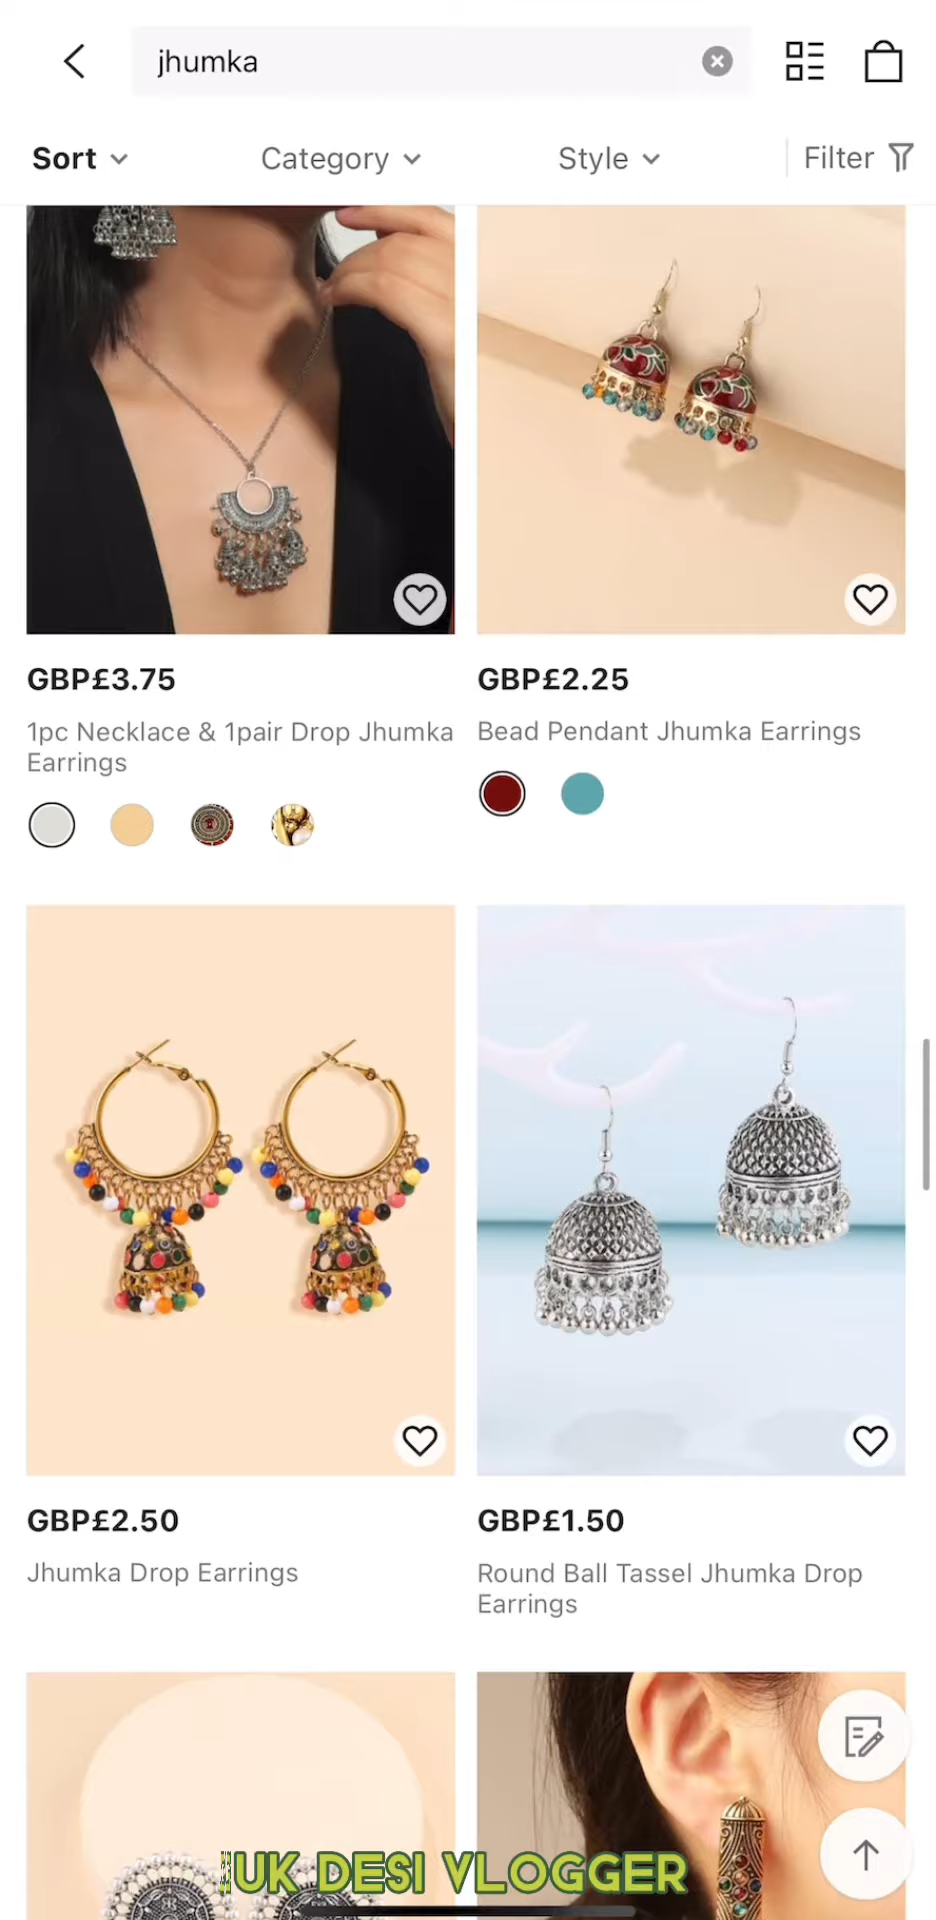 jhumka
Sort
Category
Style
Filter
GBP£3.75
1pc Necklace & 1pair Drop Jhumka
Earrings
GBP£2.25
Bead Pendant Jhumka Earrings
GBP£2.50
Jhumka Drop Earrings
GBP£1.50
Round Ball Tassel Jhumka Drop
Earrings
UK DESI VLOGGER